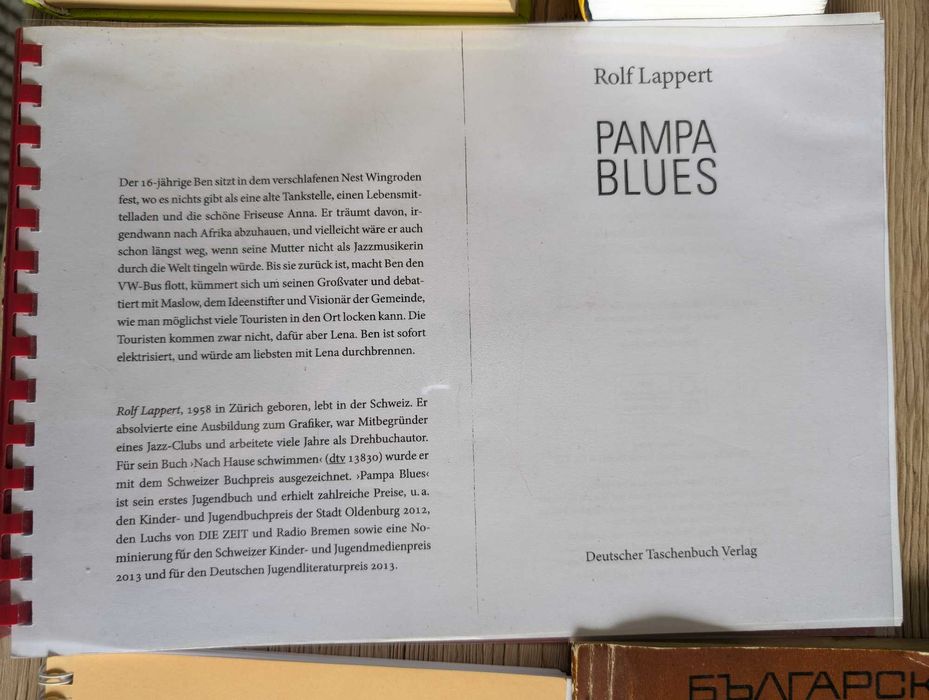 Der 16-jährige Ben sitzt in dem verschlafenen Nest Wingroden
fest, wo es nichts gibt als eine alte Tankstelle, einen Lebensmit-
telladen und die schöne Friseuse Anna. Er träumt davon, ir-
gendwann nach Afrika abzuhauen, und vielleicht wäre er auch
schon längst weg, wenn seine Mutter nicht als Jazzmusikerin
durch die Welt tingeln würde. Bis sie zurück ist, macht Ben den
VW-Bus flott, kümmert sich um seinen Großvater und debat-
tiert mit Maslow, dem Ideenstifter und Visionär der Gemeinde,
wie man möglichst viele Touristen in den Ort locken kann. Die
Touristen kommen zwar nicht, dafür aber Lena. Ben ist sofort
elektrisiert, und würde am liebsten mit Lena durchbrennen.
Rolf Lappert, 1958 in Zürich geboren, lebt in der Schweiz. Er
absolvierte eine Ausbildung zum Grafiker, war Mitbegründer
eines Jazz-Clubs und arbeitete viele Jahre als Drehbuchautor.
Für sein Buch ›Nach Hause schwimmen‹ (dtv 13830) wurde er
mit dem Schweizer Buchpreis ausgezeichnet. ›Pampa Blues‹
ist sein erstes Jugendbuch und erhielt zahlreiche Preise, u. a.
den Kinder- und Jugendbuchpreis der Stadt Oldenburg 2012,
den Luchs von DIE ZEIT und Radio Bremen sowie eine No-
minierung für den Schweizer Kinder- und Jugendmedienpreis
2013 und für den Deutschen Jugendliteraturpreis 2013.
Rolf Lappert
PAMPA
BLUES
Deutscher Taschenbuch Verlag
БЪЛГАРСК